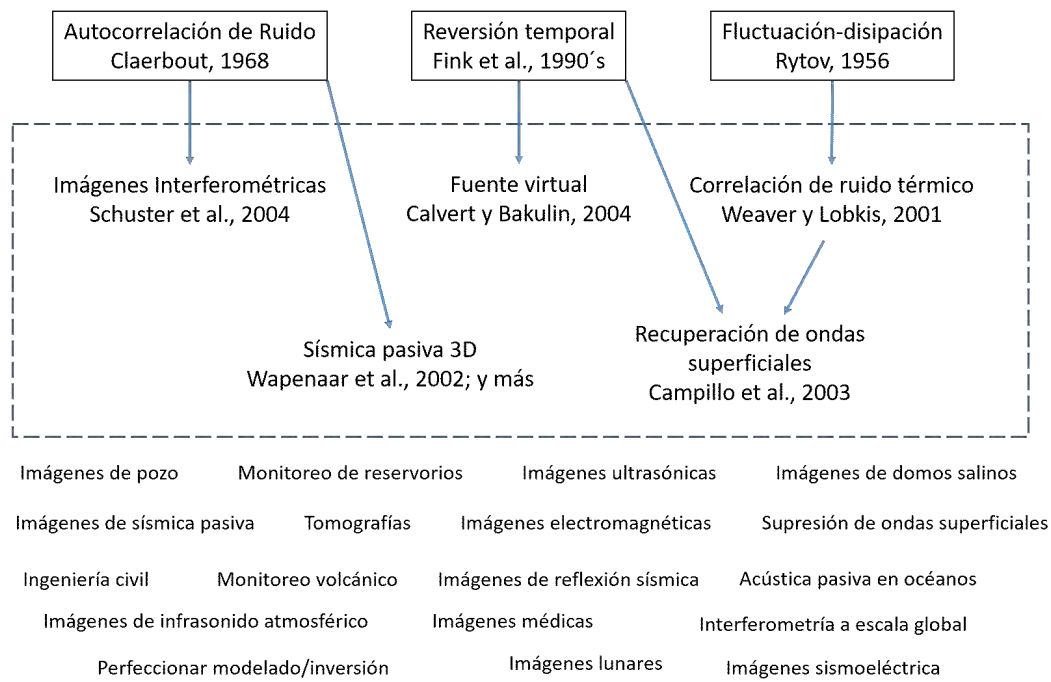 Autocorrelación de Ruido
Claerbout, 1968
Reversión temporal
Fink et al., 1990´s
Fluctuación-disipación
Rytov, 1956
Imágenes Interferométricas
Schuster et al., 2004
Fuente virtual
Calvert y Bakulin, 2004
Correlación de ruido térmico
Weaver y Lobkis, 2001
Sísmica pasiva 3D
Wapenaar et al., 2002; y más
Recuperación de ondas
superficiales
Campillo et al., 2003
Imágenes de pozo
Monitoreo de reservorios
Imágenes ultrasónicas
Imágenes de domos salinos
Imágenes de sísmica pasiva
Tomografías
Imágenes electromagnéticas
Supresión de ondas superficiales
Ingeniería civil
Monitoreo volcánico
Imágenes de reflexión sísmica
Acústica pasiva en océanos
Imágenes de infrasonido atmosférico
Imágenes médicas
Interferometría a escala global
Perfeccionar modelado/inversión
Imágenes lunares
Imágenes sismoeléctrica